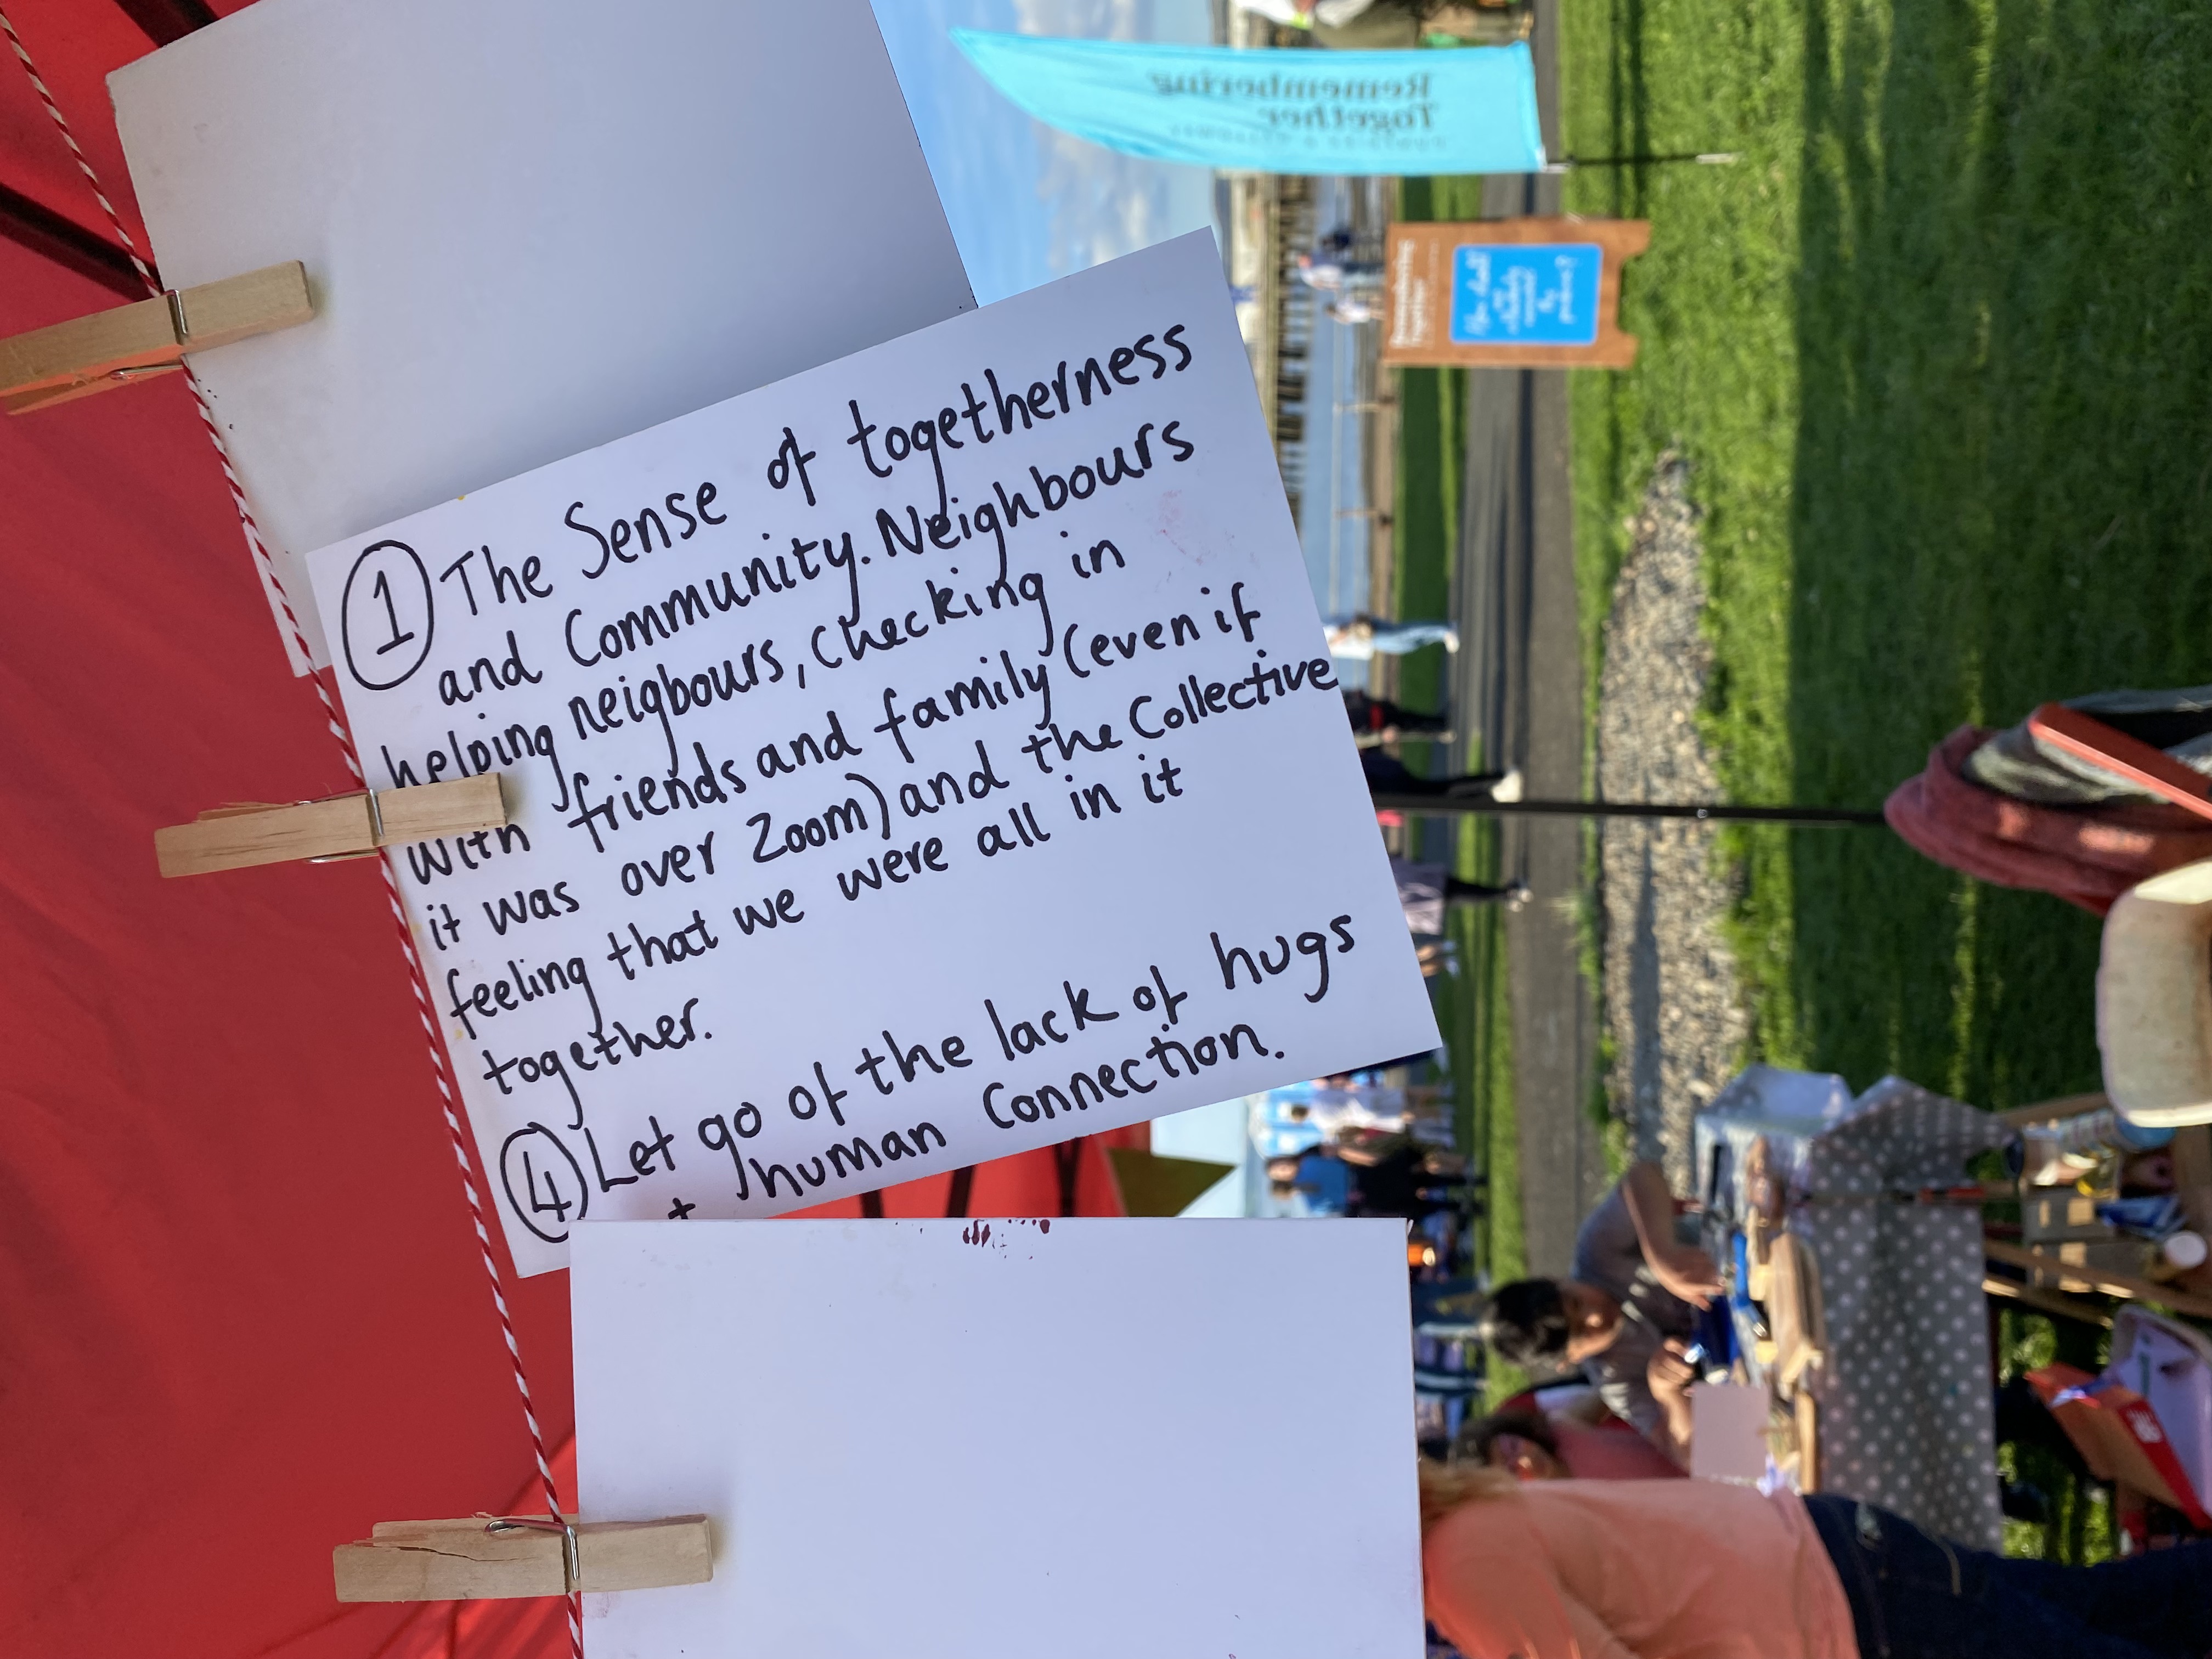 ① The Sense of togetherness
and Community. Neighbours
helping neigbours, Checking in
with friends and family (even if
it was over Zoom) and the Collective
feeling that we were all in it
together.
④ Let go of the lack of hugs
+ human Connection.
Remembering
Together
How should
we
collectively
remember
the
pandemic?